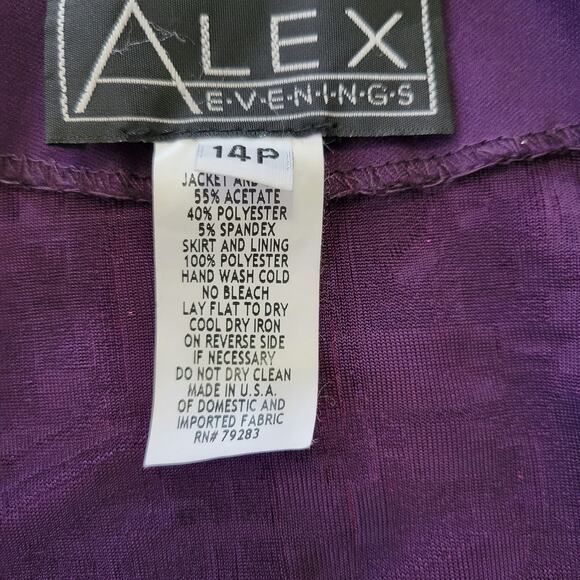 ALEX
E·V·E·N·I·N·G·S
14P
JACKET AND
55% ACETATE
40% POLYESTER
5% SPANDEX
SKIRT AND LINING
100% POLYESTER
HAND WASH COLD
NO BLEACH
LAY FLAT TO DRY
COOL DRY IRON
ON REVERSE SIDE
IF NECESSARY
DO NOT DRY CLEAN
MADE IN U.S.A.
OF DOMESTIC AND
IMPORTED FABRIC
RN# 79283